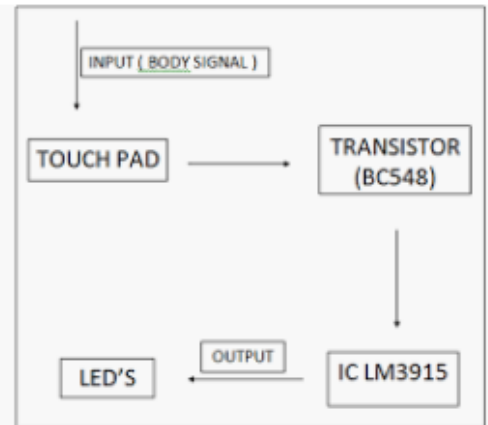 INPUT ( BODY SIGNAL )
TOUCH PAD
TRANSISTOR
(BC548)
OUTPUT
LED'S
IC LM3915